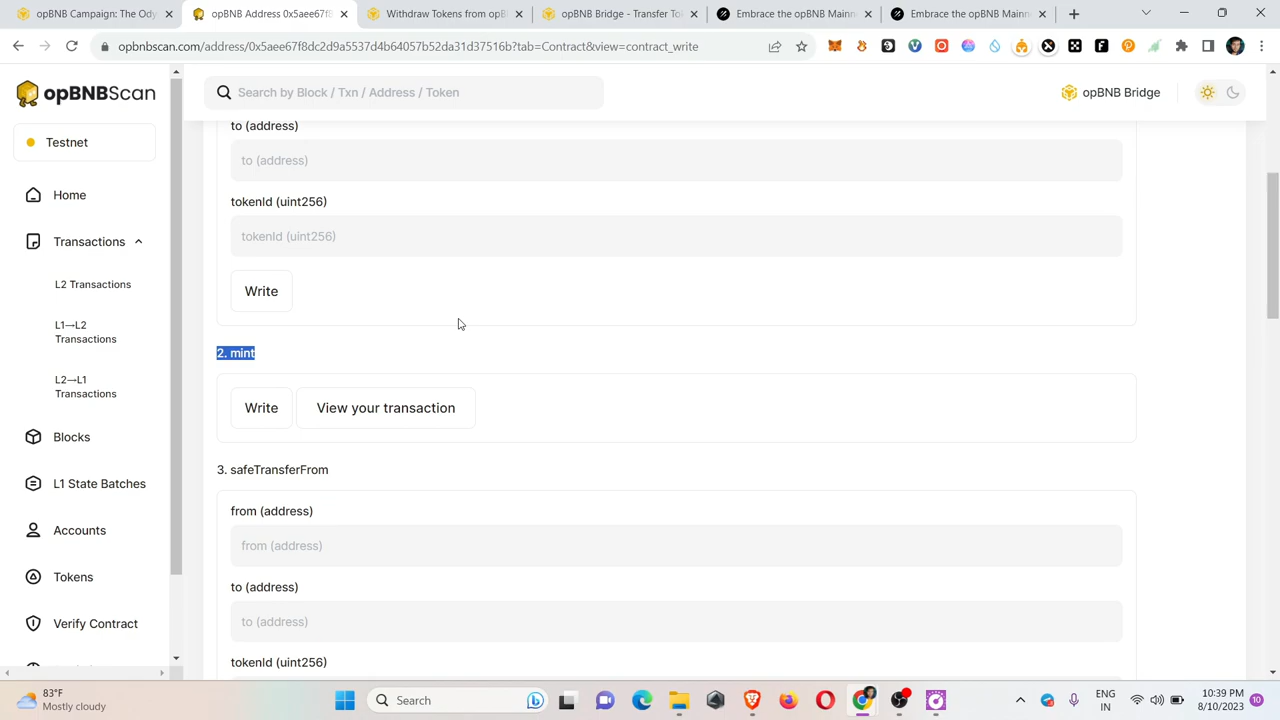 opBNB Campaign: The Ody
opBNB Address 0x5aee67f8
Withdraw Tokens from opB
opBNB Bridge - Transfer To
Embrace the opBNB Mainn
Embrace the opBNB Mainn
opbnbscan.com/address/0x5aee67f8dc2d9a5537d4b64057b52da31d37516b?tab=Contract&view=contract_write
opBNBScan
Search by Block / Txn / Address / Token
opBNB Bridge
Testnet
Home
Transactions
L2 Transactions
L1→L2
Transactions
L2→L1
Transactions
Blocks
L1 State Batches
Accounts
Tokens
Verify Contract
to (address)
to (address)
tokenId (uint256)
tokenId (uint256)
Write
2. mint
Write
View your transaction
3. safeTransferFrom
from (address)
from (address)
to (address)
to (address)
tokenId (uint256)
83°F
Mostly cloudy
Search
ENG
IN
10:39 PM
8/10/2023
10